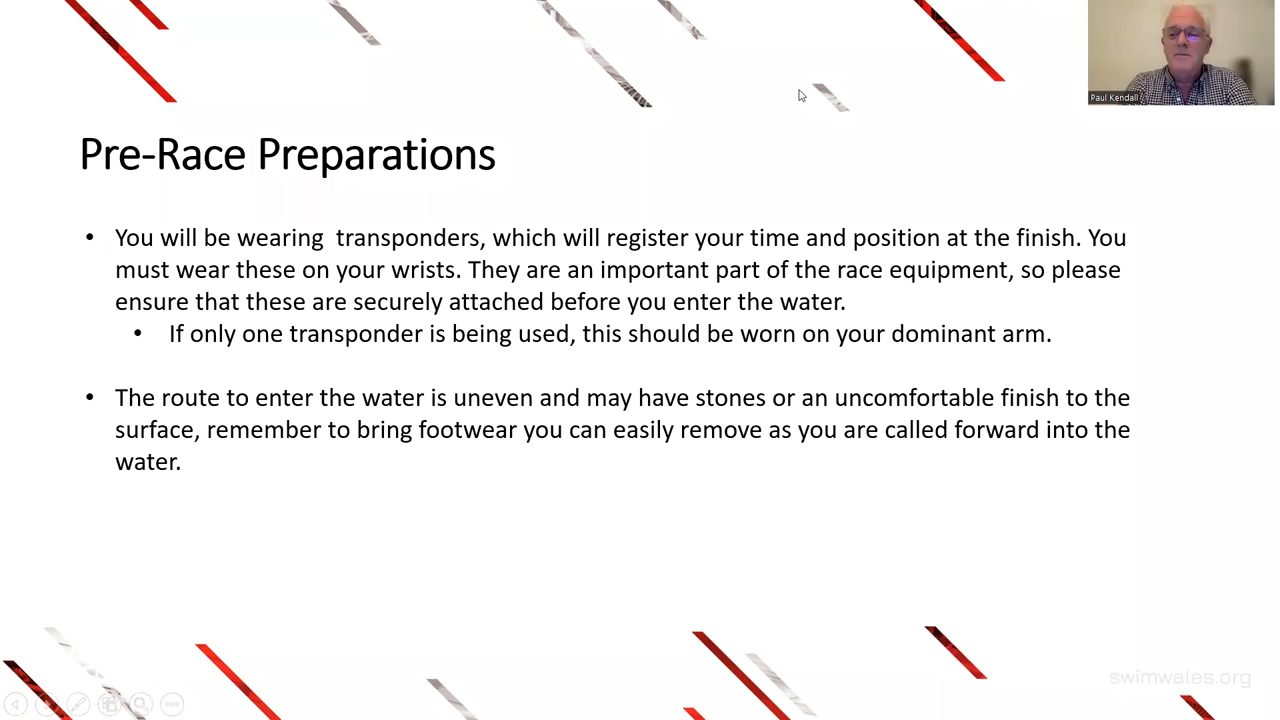 Paul Kendall
Pre-Race Preparations
• You will be wearing  transponders, which will register your time and position at the finish. You
must wear these on your wrists. They are an important part of the race equipment, so please
ensure that these are securely attached before you enter the water.
• If only one transponder is being used, this should be worn on your dominant arm.
• The route to enter the water is uneven and may have stones or an uncomfortable finish to the
surface, remember to bring footwear you can easily remove as you are called forward into the
water.
swimwales.org